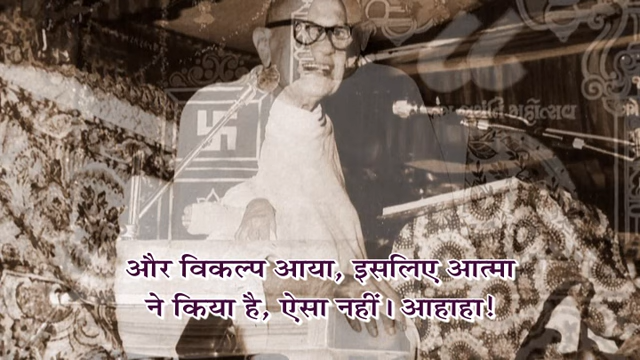 और विकल्प आया, इसलिए आत्मा
ने किया है, ऐसा नहीं। आहाहा!